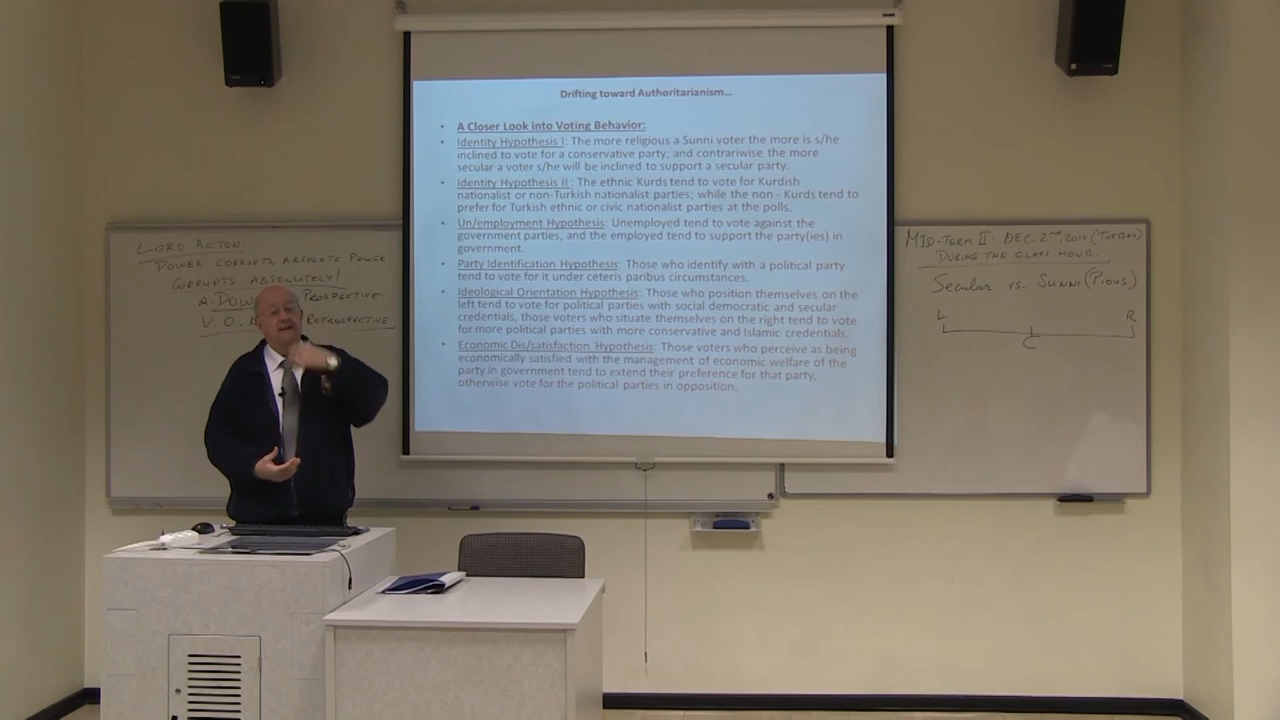 LORD ACTON:
POWER CORRUPTS, ABSOLUTE POWER
CORRUPTS ABSOLUTELY!
A. DOW PROSPECTIVE
V. O. RETROSPECTIVE
Drifting toward Authoritarianism...
• A Closer Look into Voting Behavior:
• Identity Hypothesis I: The more religious a Sunni voter the more is s/he
inclined to vote for a conservative party; and contrariwise the more
secular a voter s/he will be inclined to support a secular party.
• Identity Hypothesis II : The ethnic Kurds tend to vote for Kurdish
nationalist or non-Turkish nationalist parties; while the non - Kurds tend to
prefer for Turkish ethnic or civic nationalist parties at the polls.
• Un/employment Hypothesis: Unemployed tend to vote against the
government parties, and the employed tend to support the party(ies) in
government.
• Party Identification Hypothesis: Those who identify with a political party
tend to vote for it under ceteris paribus circumstances.
• Ideological Orientation Hypothesis: Those who position themselves on the
left tend to vote for political parties with social democratic and secular
credentials, those voters who situate themselves on the right tend to vote
for more political parties with more conservative and Islamic credentials.
• Economic Dis/satisfaction Hypothesis: Those voters who perceive as being
economically satisfied with the management of economic welfare of the
party in government tend to extend their preference for that party,
otherwise vote for the political parties in opposition.
MID-TERM II: DEC. 2nd, 2014 (TUESDAY)
DURING THE CLASS HOUR.
Secular vs. SUNNI (PIOUS)
L R
C